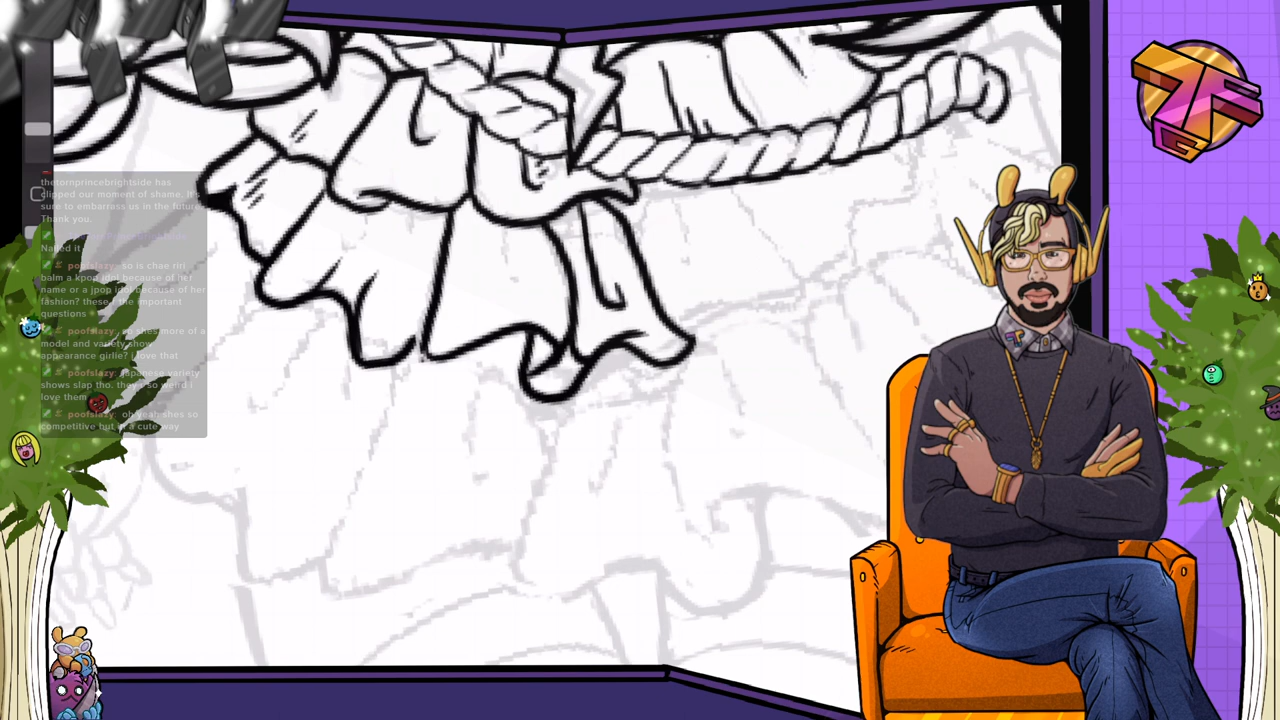 thetornprincebrightside has
clipped our moment of shame. It
sure to embarrass us in the future
Thank you.
Nailed it
poofslazy: so is chae riri
balm a kpop idol because of her
name or a jpop idol because of her
fashion? these r the important
questions
poofslazy: so shes more of a
model and variety show
appearance girlie? i love that
poofslazy: japanese variety
shows slap tho. they so weird i
love them
poofslazy: oh yeah shes so
competitive but in a cute way